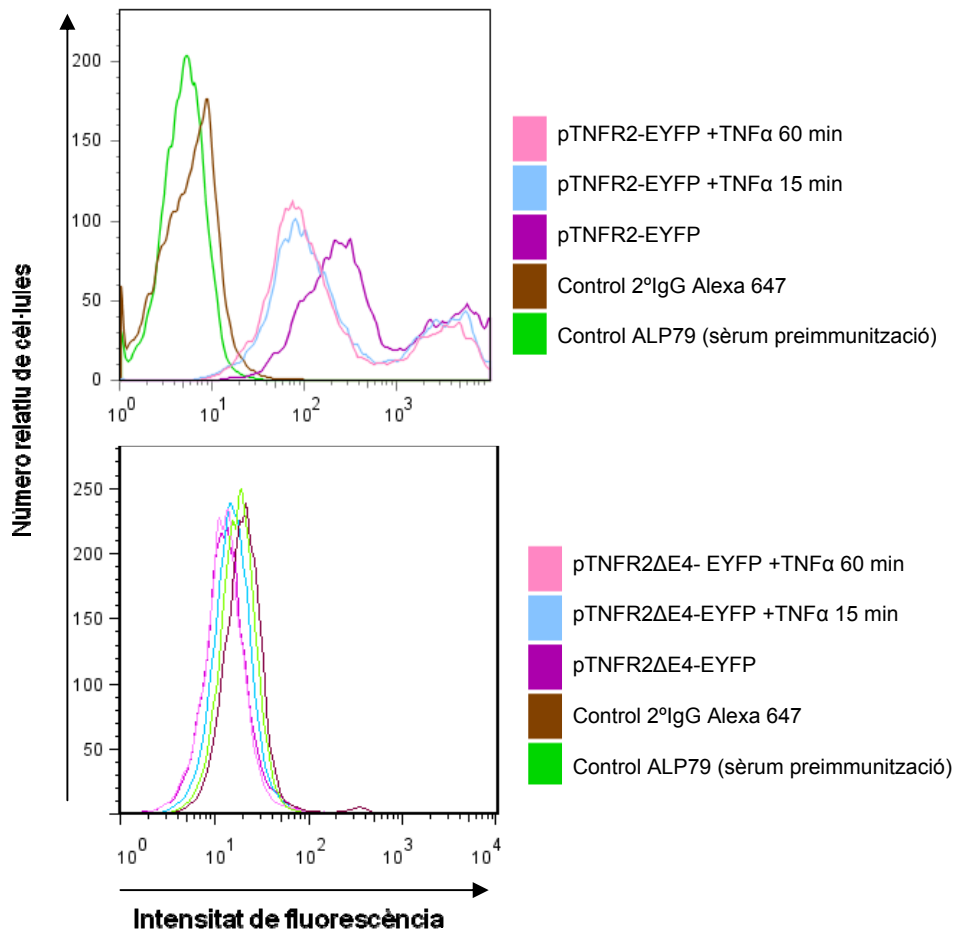 200
150
100
50
0
10^0
10^1
10^2
10^3
pTNFR2-EYFP +TNFα 60 min
pTNFR2-EYFP +TNFα 15 min
pTNFR2-EYFP
Control 2ºIgG Alexa 647
Control ALP79 (sèrum preimmunització)
Número relatiu de cèl·lules
250
200
150
100
50
10^0
10^1
10^2
10^3
10^4
pTNFR2ΔE4- EYFP +TNFα 60 min
pTNFR2ΔE4-EYFP +TNFα 15 min
pTNFR2ΔE4-EYFP
Control 2ºIgG Alexa 647
Control ALP79 (sèrum preimmunització)
Intensitat de fluorescència